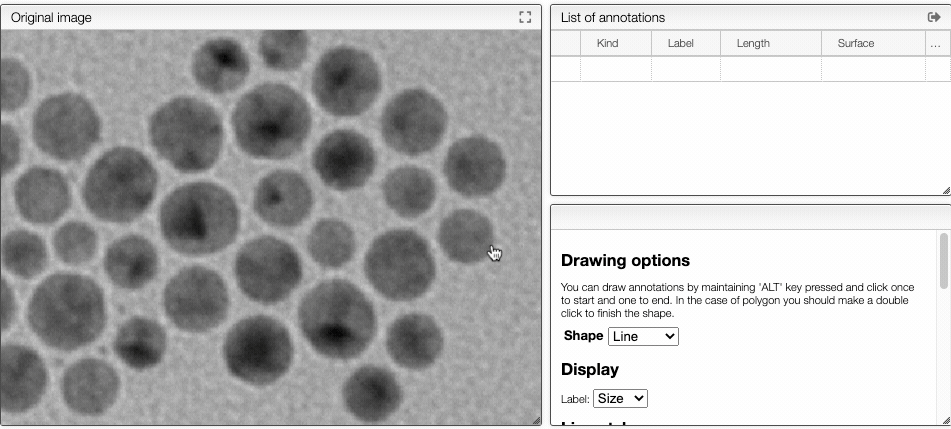 Original image
List of annotations
Kind Label Length Surface ...
Drawing options
You can draw annotations by maintaining 'ALT' key pressed and click once
to start and one to end. In the case of polygon you should make a double
click to finish the shape.
Shape Line
Display
Label: Size